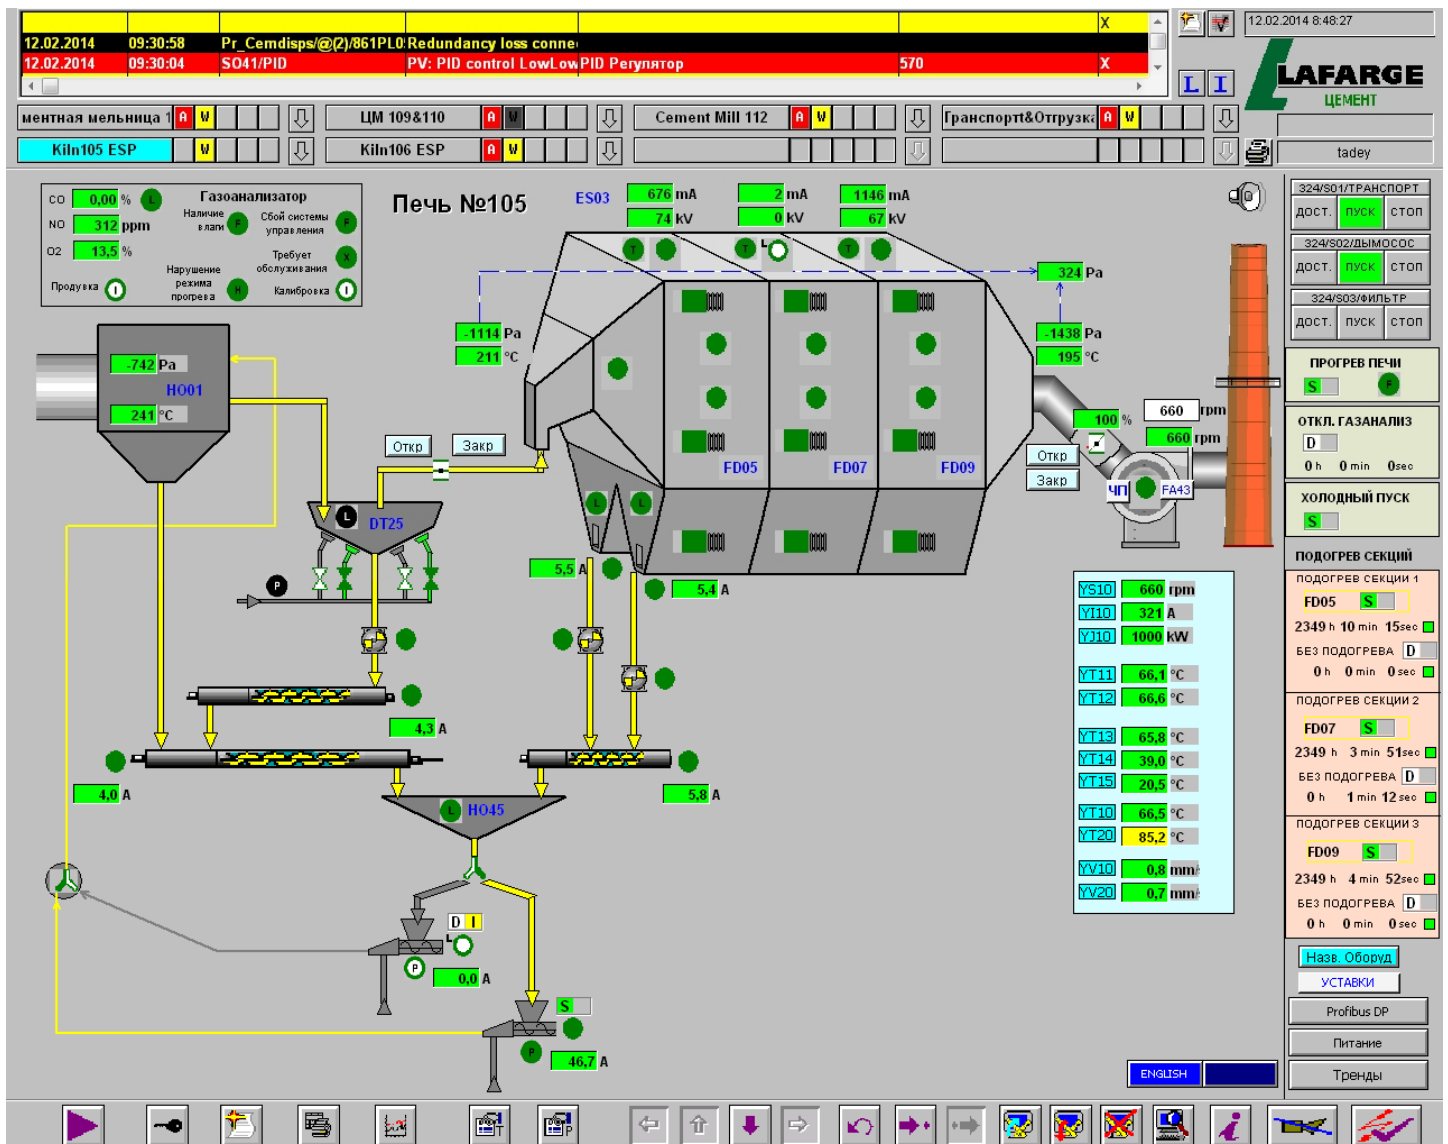 X
12.02.2014 8:48:27
12.02.2014 09:30:58 Pr_Cemdisps/@(2)/861PL0 Redundancy loss conne
12.02.2014 09:30:04 SO41/PID PV: PID control LowLow PID Регулятор 570 X
L I
LAFARGE
ЦЕМЕНТ
ментная мельница 1 A W ЦМ 109&110 A W Cement Mill 112 A W Транспорт&Отгрузка A W
Kiln105 ESP W Kiln106 ESP A W
tadey
Газоанализатор
CO 0,00 % L
NO 312 ppm
O2 13,5 %
Наличие влаги F
Сбой системы управления F
Требует обслуживания X
Продувка I
Нарушение режима прогрева H
Калибровка I
Печь №105
ES03
676 mA 2 mA 1146 mA
74 kV 0 kV 67 kV
T T L T
324 Pa
-1114 Pa
211 °C
-1438 Pa
195 °C
-742 Pa
HO01
241 °C
Откр Закр
100 % 660 rpm
660 rpm
Откр
Закр
FD05 FD07 FD09
ЧП FA43
L
DT25
L L
P
5,5 A
5,4 A
4,3 A
4,0 A
5,8 A
L HO45
D I
L
P
0,0 A
S
P
46,7 A
YS10 660 rpm
YI10 321 A
YJ10 1000 kW
YT11 66,1 °C
YT12 66,6 °C
YT13 65,8 °C
YT14 39,0 °C
YT15 20,5 °C
YT10 66,5 °C
YT20 85,2 °C
YV10 0,8 mm/
YV20 0,7 mm/
324/S01/ТРАНСПОРТ
ДОСТ. ПУСК СТОП
324/S02/ДЫМОСОС
ДОСТ. ПУСК СТОП
324/S03/ФИЛЬТР
ДОСТ. ПУСК СТОП
ПРОГРЕВ ПЕЧИ
S F
ОТКЛ. ГАЗАНАЛИЗ
D
0 h 0 min 0sec
ХОЛОДНЫЙ ПУСК
S
ПОДОГРЕВ СЕКЦИЙ
ПОДОГРЕВ СЕКЦИИ 1
FD05 S
2349 h 10 min 15sec
БЕЗ ПОДОГРЕВА D
0 h 0 min 0 sec
ПОДОГРЕВ СЕКЦИИ 2
FD07 S
2349 h 3 min 51sec
БЕЗ ПОДОГРЕВА D
0 h 1 min 12 sec
ПОДОГРЕВ СЕКЦИИ 3
FD09 S
2349 h 4 min 52sec
БЕЗ ПОДОГРЕВА D
0 h 0 min 0 sec
Назв. Оборуд
УСТАВКИ
Profibus DP
Питание
Тренды
ENGLISH
T P i